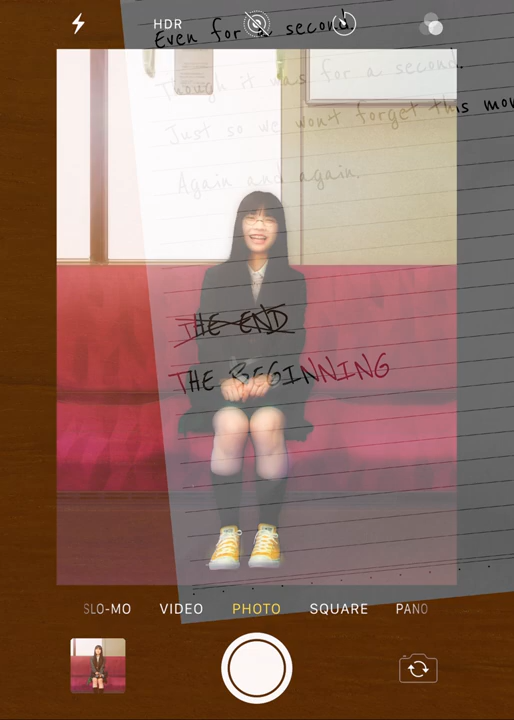 HDR
Even for a second
Though it was for a second.
Just so we won't forget this mo
Again and again.
THE END
THE BEGINNING
SLO-MO VIDEO PHOTO SQUARE PANO